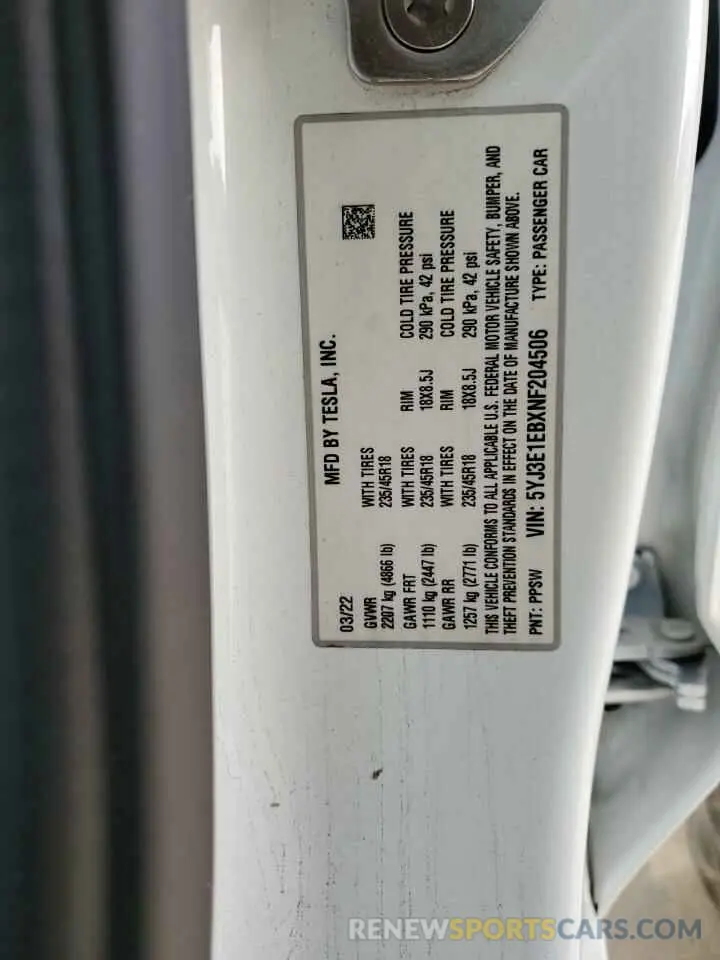 MFD BY TESLA, INC.
03/22
GVWR WITH TIRES
2207 kg (4866 lb) 235/45R18
GAWR FRT WITH TIRES RIM COLD TIRE PRESSURE
1110 kg (2447 lb) 235/45R18 18X8.5J 290 kPa, 42 psi
GAWR RR WITH TIRES RIM COLD TIRE PRESSURE
1257 kg (2771 lb) 235/45R18 18X8.5J 290 kPa, 42 psi
THIS VEHICLE CONFORMS TO ALL APPLICABLE U.S. FEDERAL MOTOR VEHICLE SAFETY, BUMPER, AND
THEFT PREVENTION STANDARDS IN EFFECT ON THE DATE OF MANUFACTURE SHOWN ABOVE.
PNT: PPSW VIN: 5YJ3E1EBXNF204506 TYPE: PASSENGER CAR
RENEWSPORTSCARS.COM